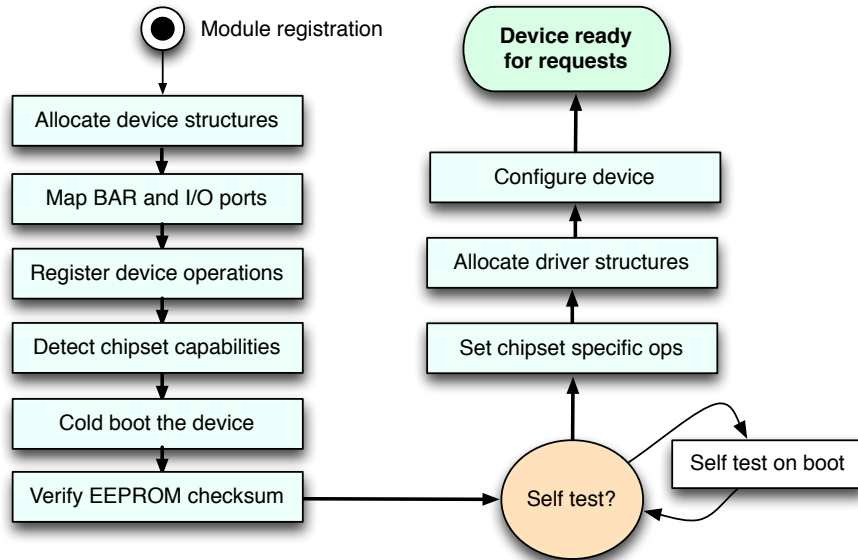 Module registration
Allocate device structures
Map BAR and I/O ports
Register device operations
Detect chipset capabilities
Cold boot the device
Verify EEPROM checksum
Self test?
Self test on boot
Set chipset specific ops
Allocate driver structures
Configure device
Device ready
for requests